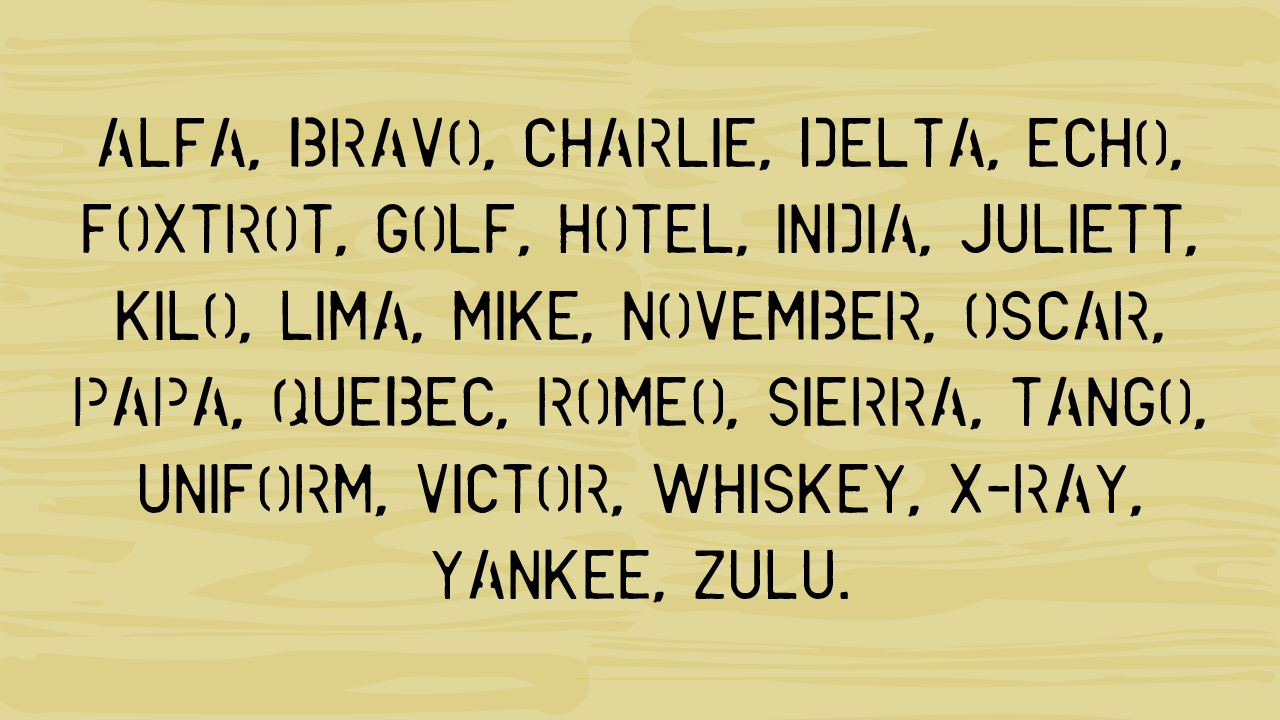 ALFA, BRAVO, CHARLIE, DELTA, ECHO,
FOXTROT, GOLF, HOTEL, INDIA, JULIETT,
KILO, LIMA, MIKE, NOVEMBER, OSCAR,
PAPA, QUEBEC, ROMEO, SIERRA, TANGO,
UNIFORM, VICTOR, WHISKEY, X-RAY,
YANKEE, ZULU.